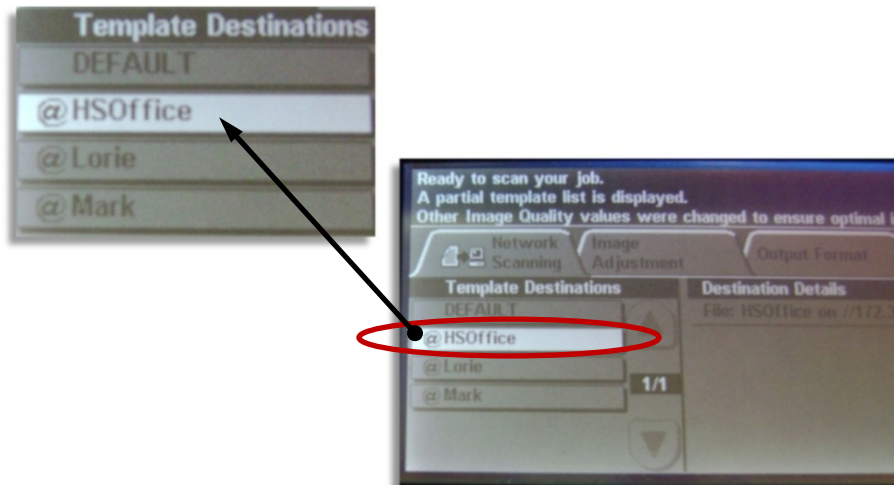 Template Destinations
DEFAULT
@HSOffice
@Lorie
@Mark
Ready to scan your job.
A partial template list is displayed.
Other Image Quality values were changed to ensure optimal
Network
Scanning
Image
Adjustment
Output Format
Template Destinations
DEFAULT
@HSOffice
@Lorie
@Mark
1/1
Destination Details
File: HSOffice on //172.3